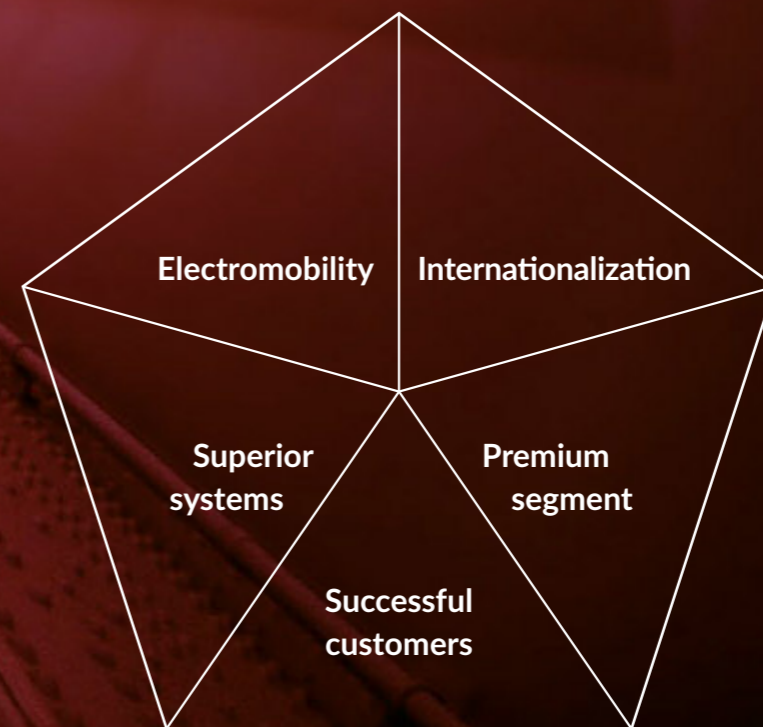 Electromobility
Internationalization
Superior
systems
Premium
segment
Successful
customers